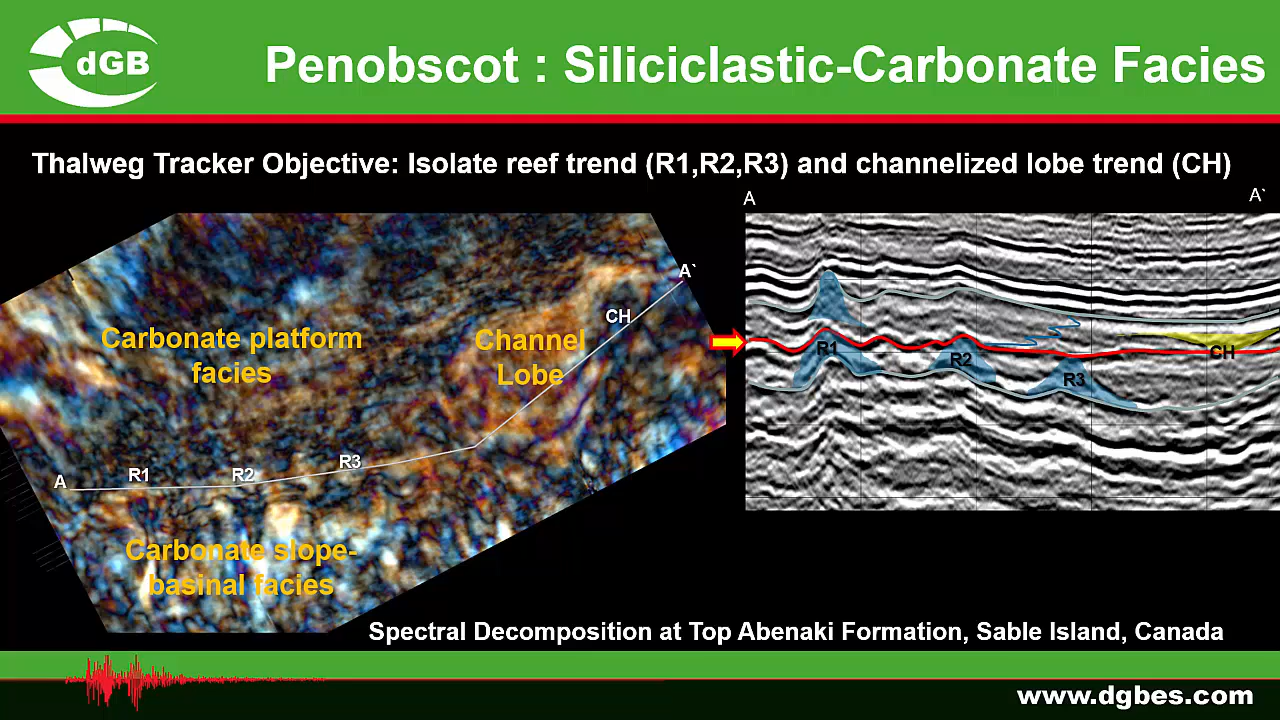 dGB
Penobscot : Siliciclastic-Carbonate Facies
Thalweg Tracker Objective: Isolate reef trend (R1,R2,R3) and channelized lobe trend (CH)
A
A`
A`
CH
Carbonate platform
facies
Channel
Lobe
R1
R2
R3
CH
A
R1
R2
R3
Carbonate slope-
basinal facies
Spectral Decomposition at Top Abenaki Formation, Sable Island, Canada
www.dgbes.com